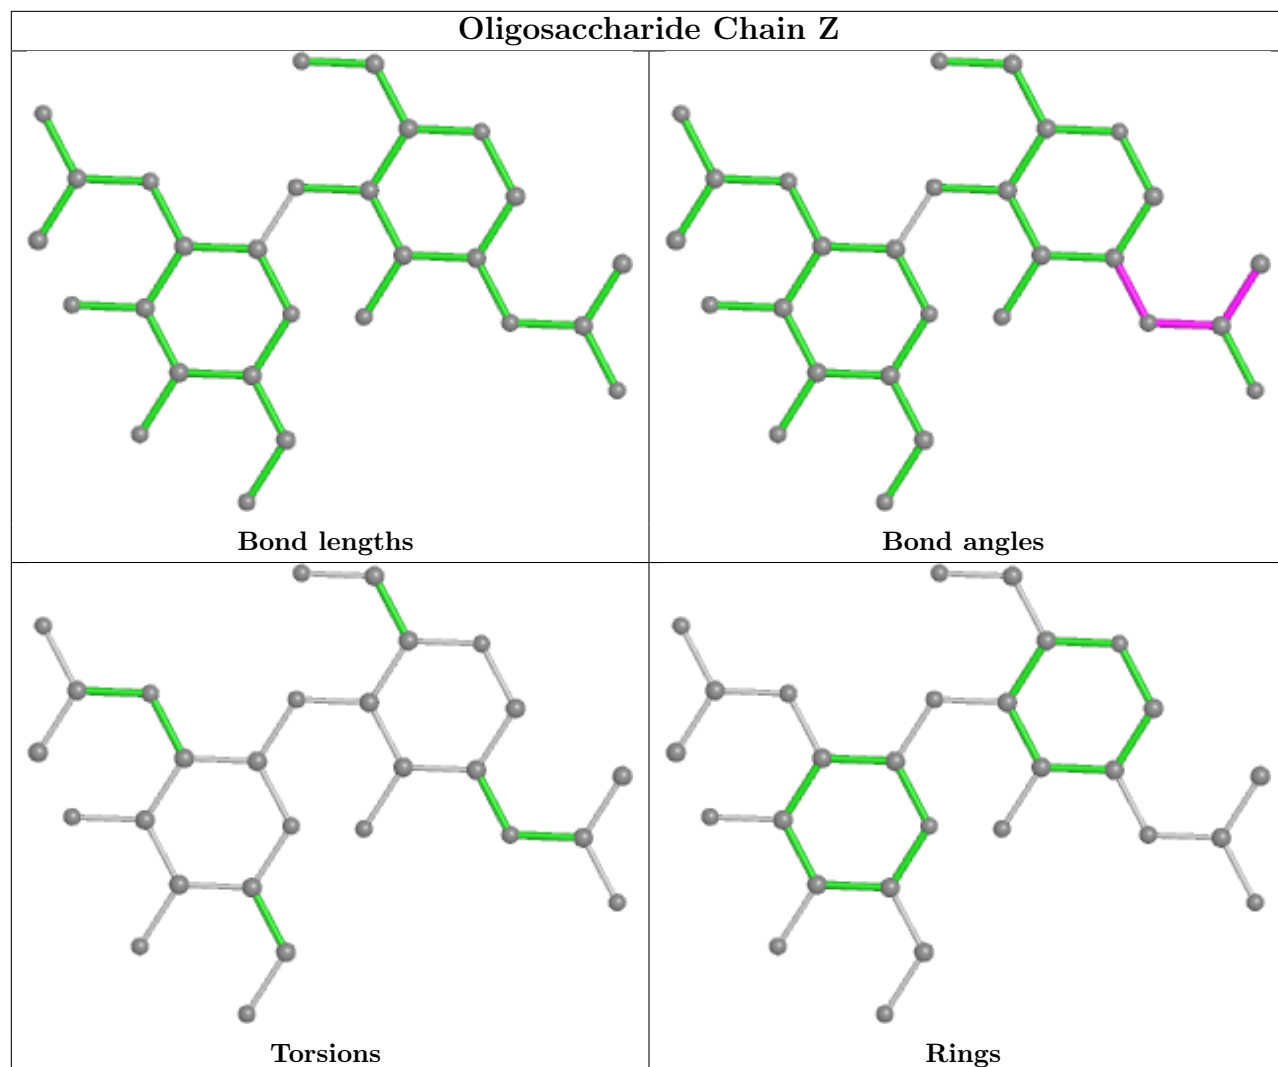 Oligosaccharide Chain Z
Bond lengths
Bond angles
Torsions
Rings